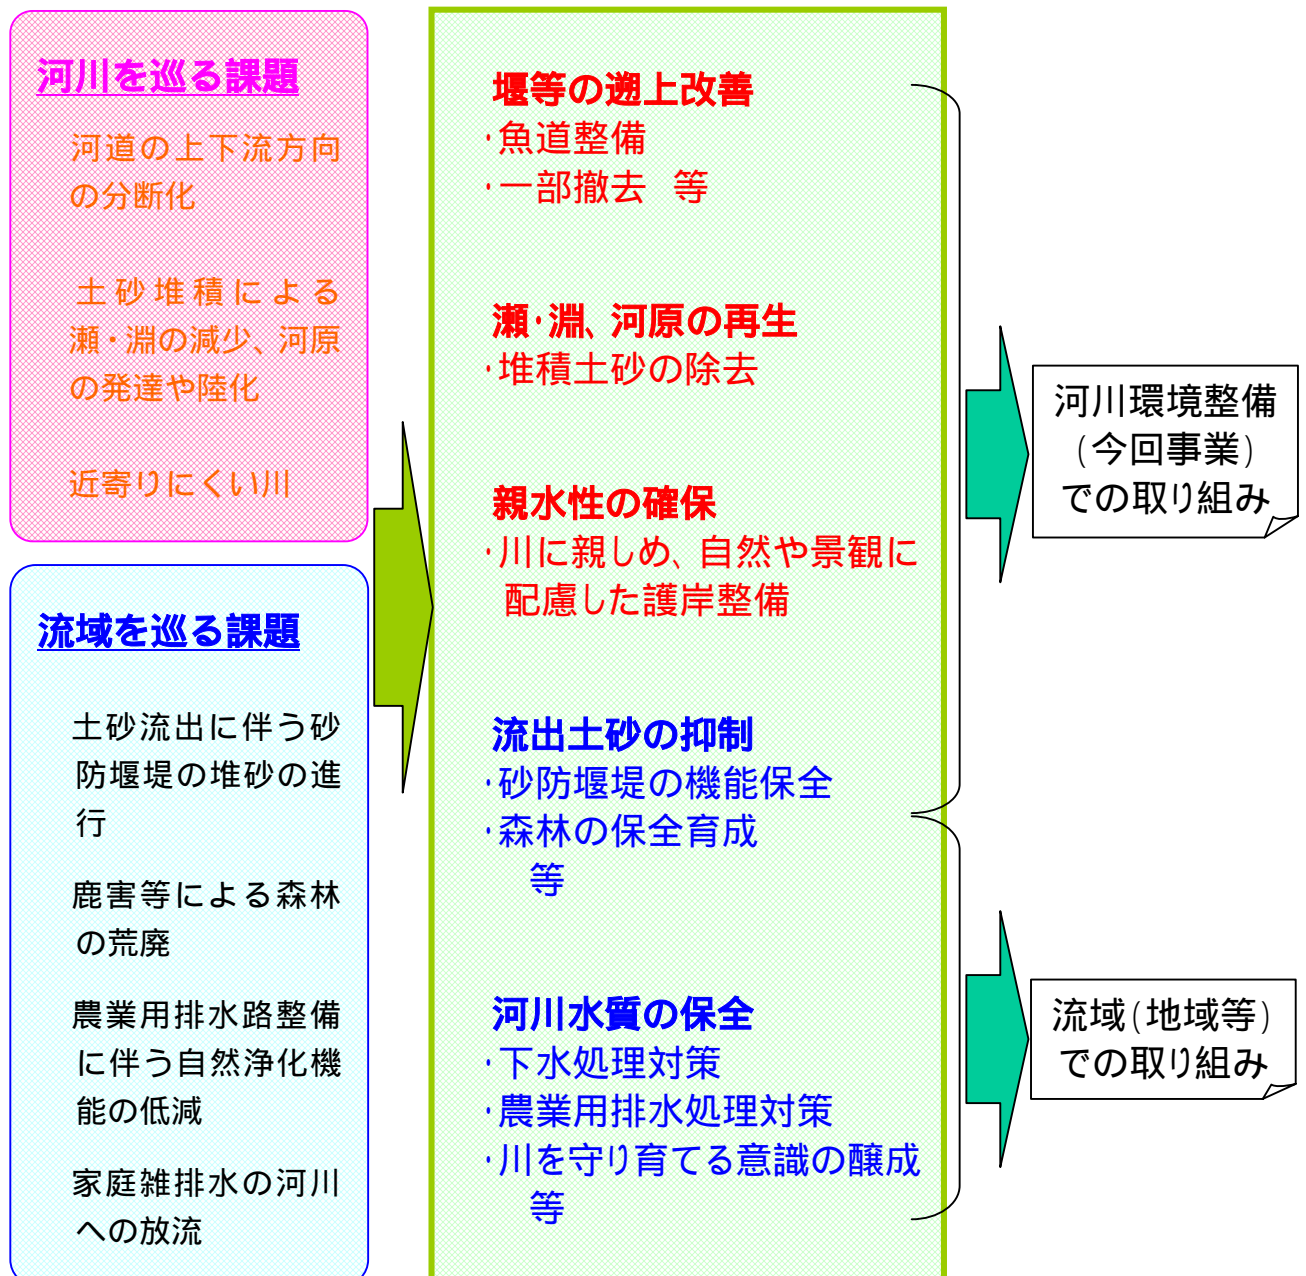 河川を巡る課題
河道の上下流方向
の分断化
土砂堆積による
瀬・淵の減少、河原
の発達や陸化
近寄りにくい川
流域を巡る課題
土砂流出に伴う砂
防堰堤の堆砂の進
行
鹿害等による森林
の荒廃
農業用排水路整備
に伴う自然浄化機
能の低減
家庭雑排水の河川
への放流
堰等の遡上改善
・魚道整備
・一部撤去 等
瀬・淵、河原の再生
・堆積土砂の除去
親水性の確保
・川に親しめ、自然や景観に
配慮した護岸整備
流出土砂の抑制
・砂防堰堤の機能保全
・森林の保全育成
等
河川水質の保全
・下水処理対策
・農業用排水処理対策
・川を守り育てる意識の醸成
等
河川環境整備
(今回事業)
での取り組み
流域(地域等)
での取り組み